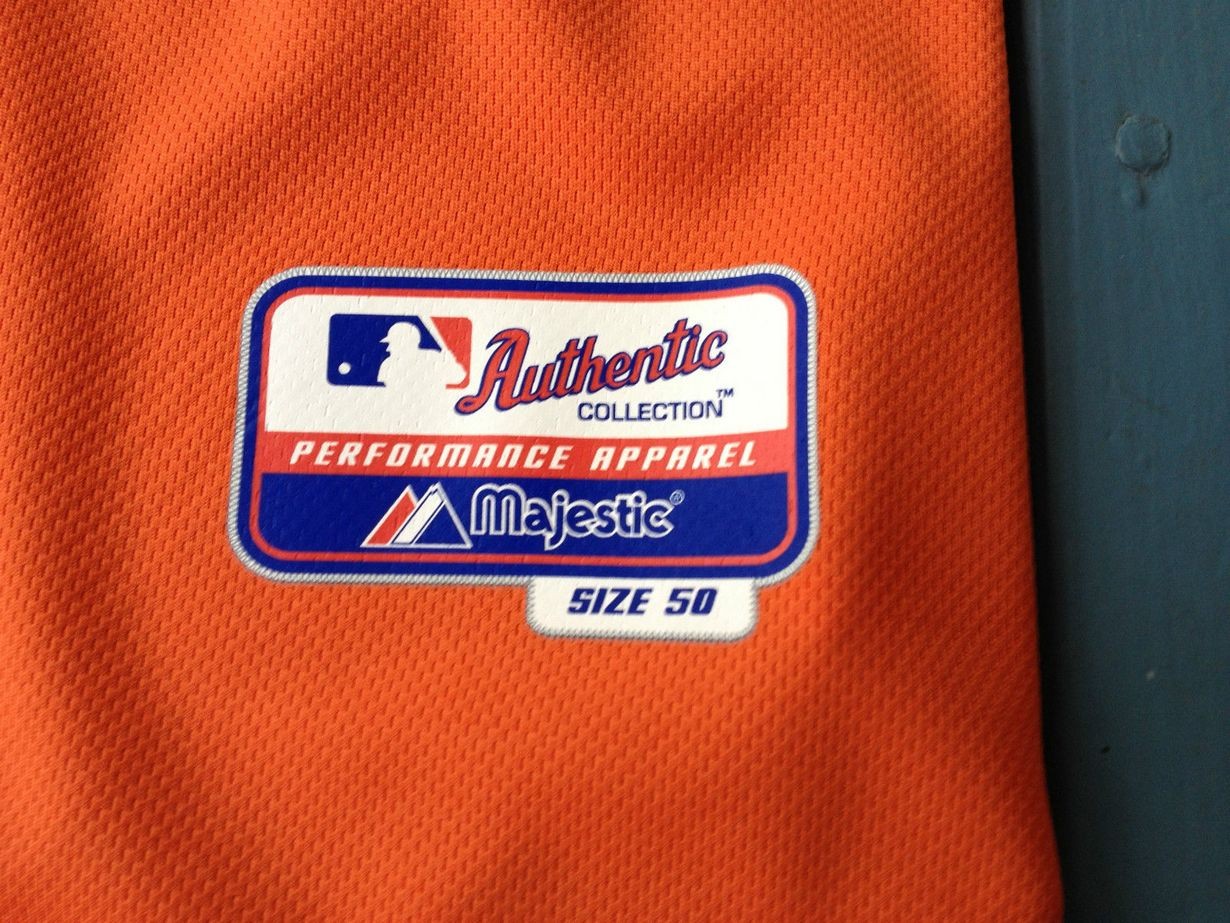 Authentic
COLLECTION™
PERFORMANCE APPAREL
Majestic®
SIZE 50